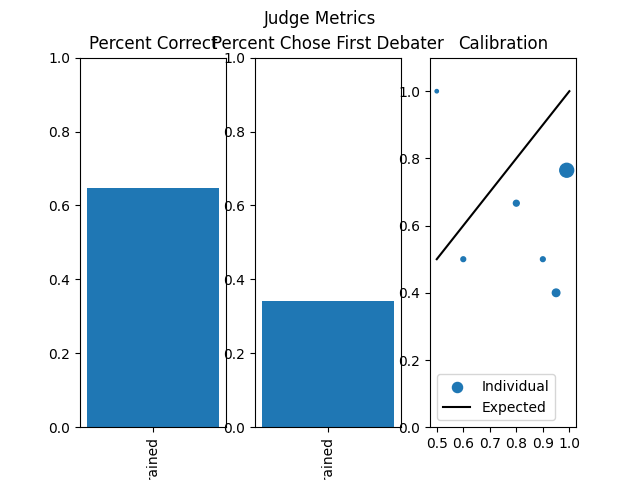 Judge Metrics
Percent Correct
Percent Chose First Debater
Calibration
1.0
0.8
0.6
0.4
0.2
0.0
1.0
0.8
0.6
0.4
0.2
0.0
1.0
0.8
0.6
0.4
0.2
0.0
Individual
Expected
0.5 0.6 0.7 0.8 0.9 1.0
rained
rained